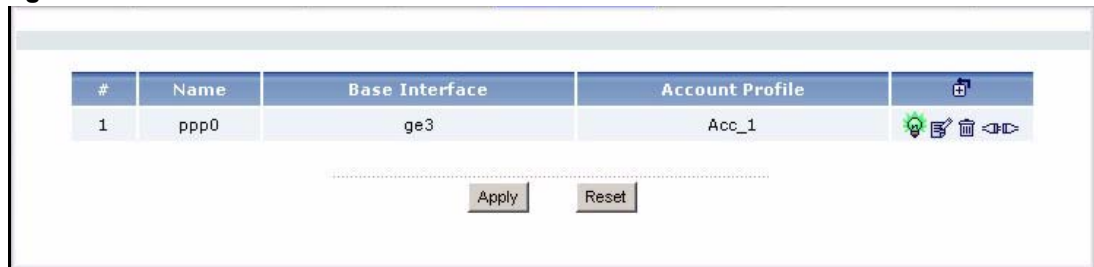 # Name Base Interface Account Profile
1 ppp0 ge3 Acc_1
Apply Reset